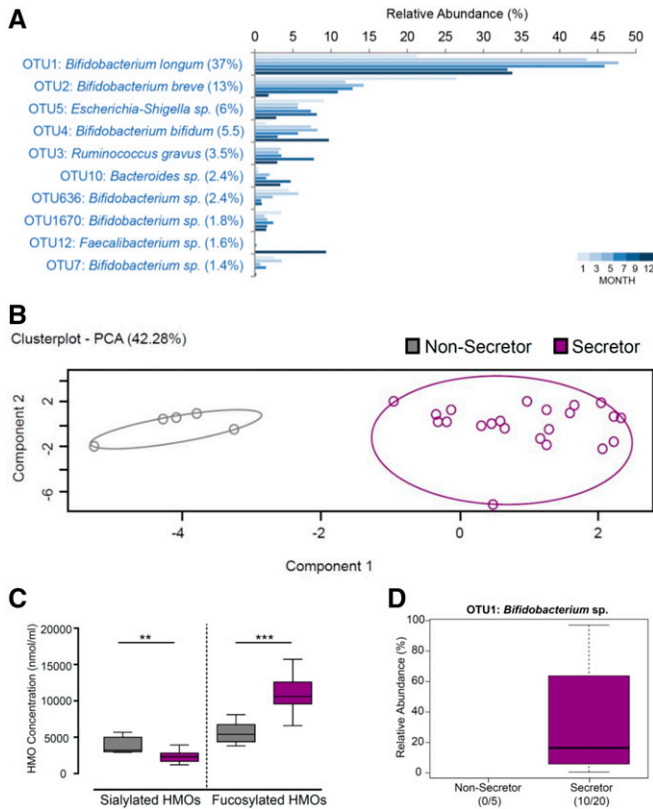 A
Relative Abundance (%)
0 5 10 15 20 25 30 35 40 45 50
OTU1: Bifidobacterium longum (37%)
OTU2: Bifidobacterium breve (13%)
OTU5: Escherichia-Shigella sp. (6%)
OTU4: Bifidobacterium bifidum (5.5)
OTU3: Ruminococcus gravus (3.5%)
OTU10: Bacteroides sp. (2.4%)
OTU636: Bifidobacterium sp. (2.4%)
OTU1670: Bifidobacterium sp. (1.8%)
OTU12: Faecalibacterium sp. (1.6%)
OTU7: Bifidobacterium sp. (1.4%)
1 3 5 7 9 12
MONTH
B
Clusterplot - PCA (42.28%)
Non-Secretor
Secretor
Component 2
2
-2
-6
-4 -2 0 2
Component 1
C
HMO Concentration (nmol/ml)
20000
15000
10000
5000
0
**
***
Sialylated HMOs
Fucosylated HMOs
D
OTU1: Bifidobacterium sp.
Relative Abundance (%)
100
80
60
40
20
0
Non-Secretor
(0/5)
Secretor
(10/20)